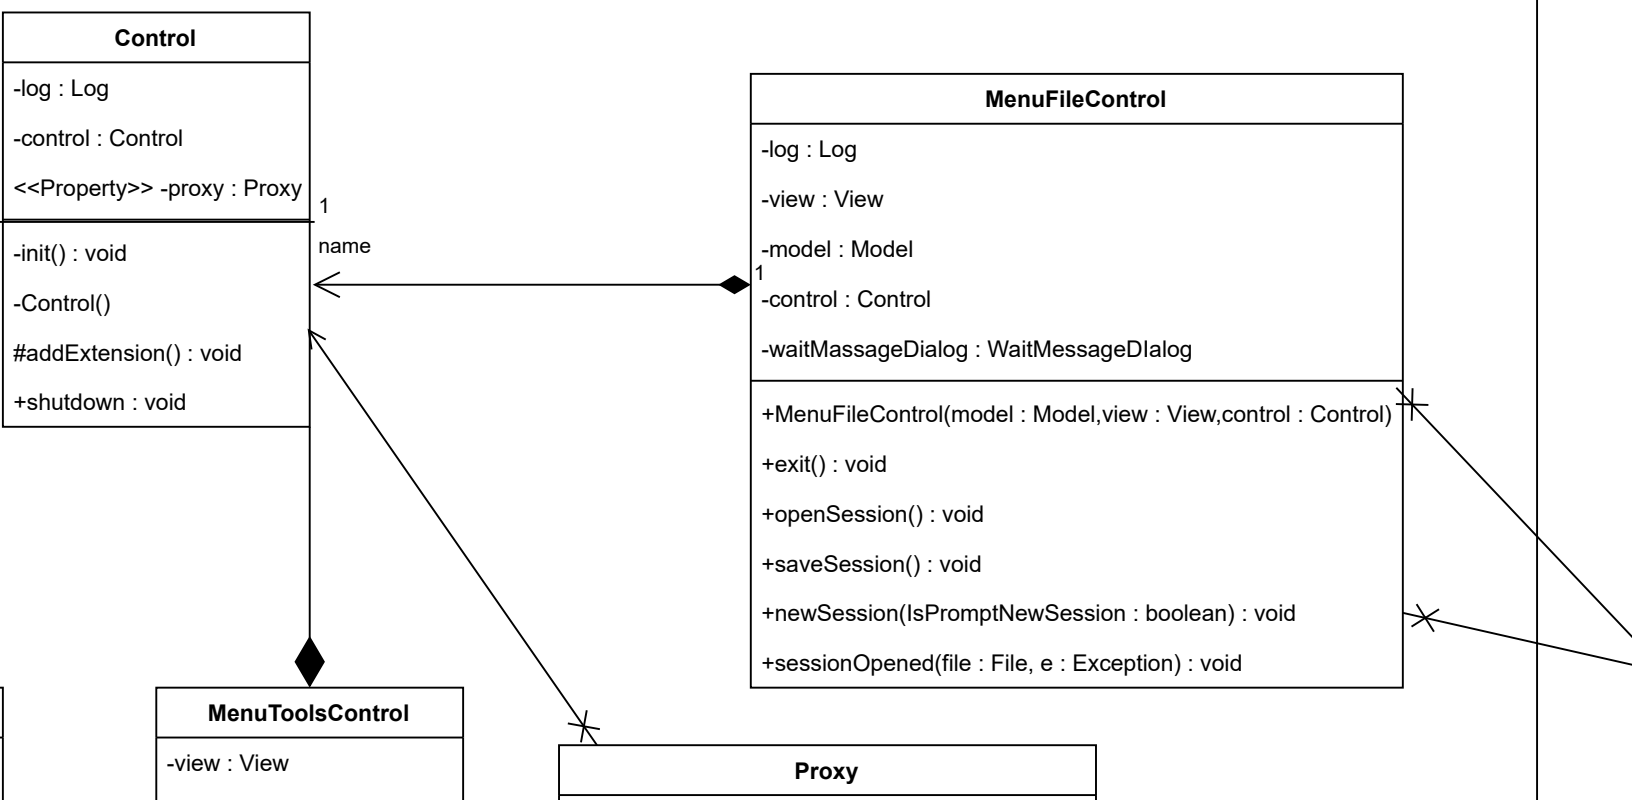 Control
-log : Log
-control : Control
<<Property>> -proxy : Proxy
-init() : void
-Control()
#addExtension() : void
+shutdown : void
1
name
1
MenuFileControl
-log : Log
-view : View
-model : Model
-control : Control
-waitMassageDialog : WaitMessageDIalog
+MenuFileControl(model : Model,view : View,control : Control)
+exit() : void
+openSession() : void
+saveSession() : void
+newSession(IsPromptNewSession : boolean) : void
+sessionOpened(file : File, e : Exception) : void
MenuToolsControl
-view : View
Proxy